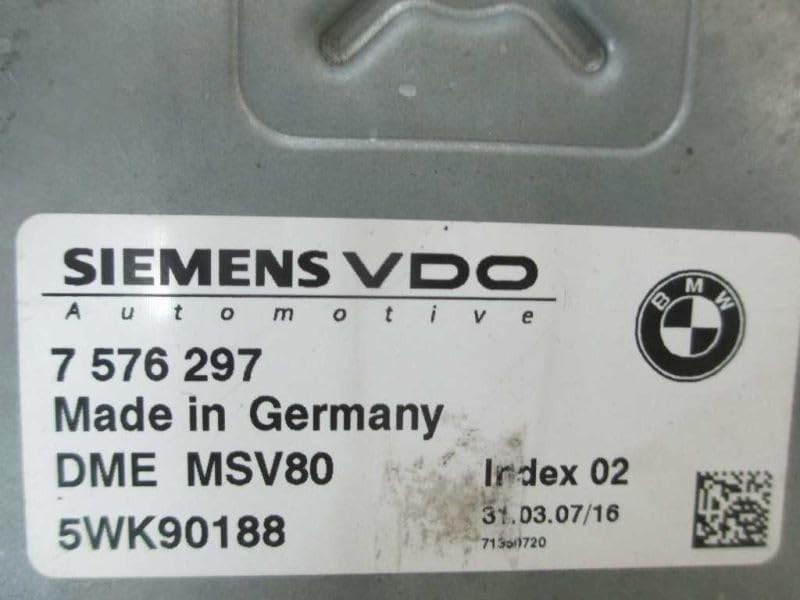 SIEMENS VDO
Automotive
BMW
7 576 297
Made in Germany
DME MSV80 Index 02
5WK90188 31.03.07/16